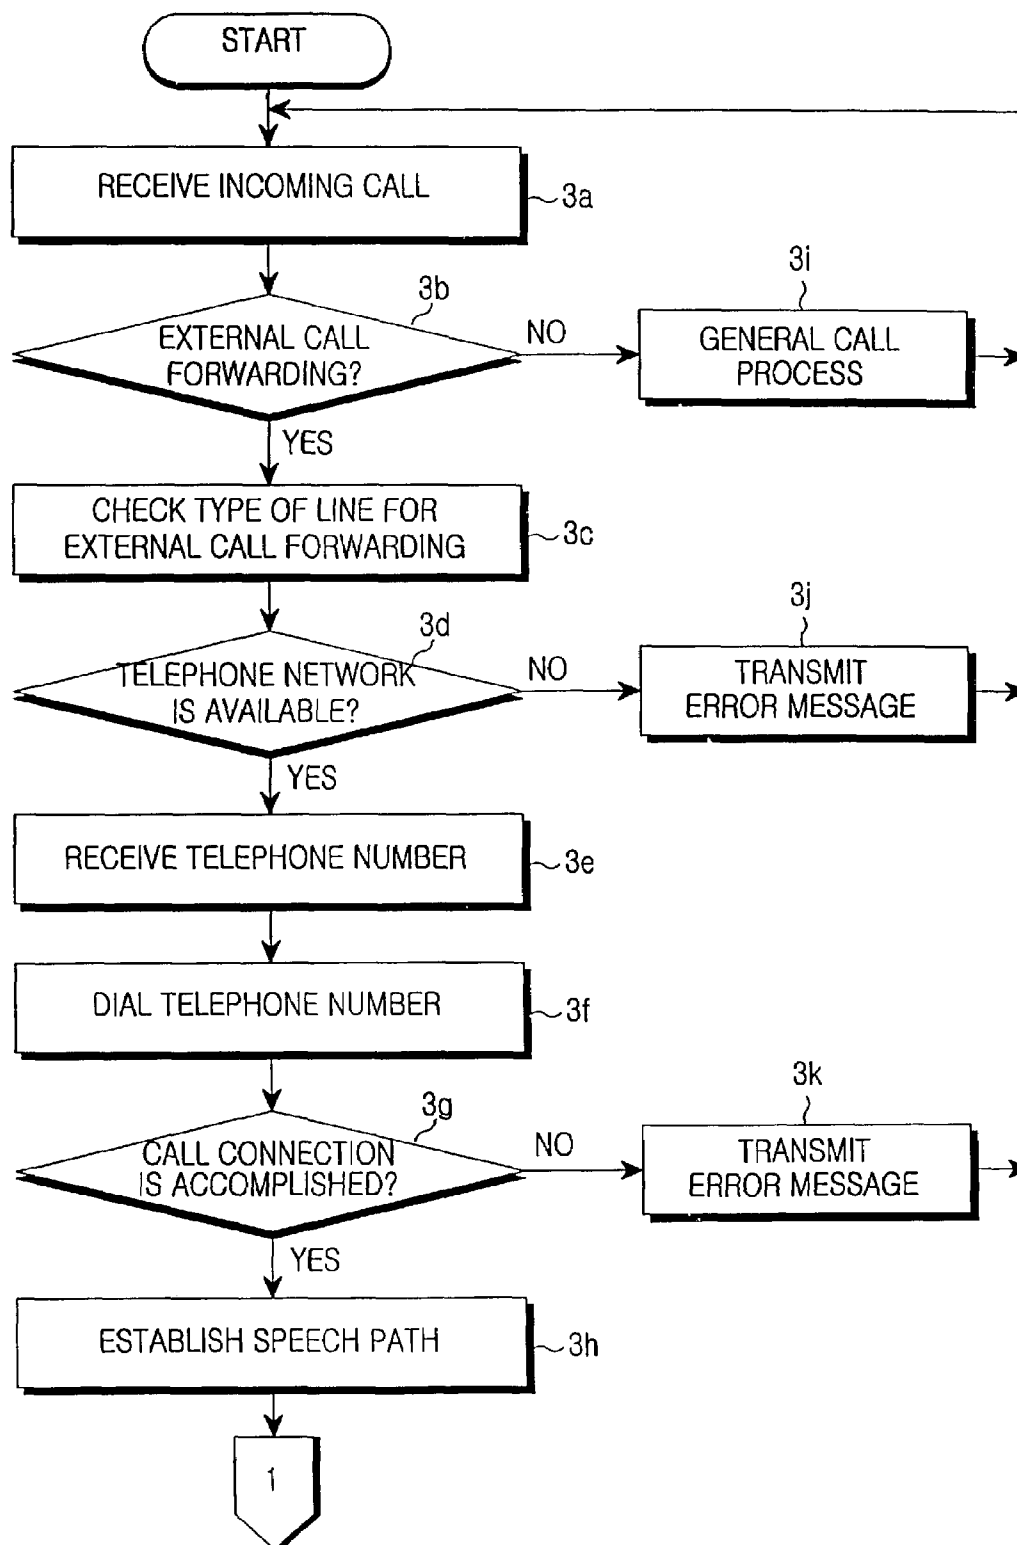 START
RECEIVE INCOMING CALL
3a
3b
EXTERNAL CALL
FORWARDING?
NO
3i
GENERAL CALL
PROCESS
YES
CHECK TYPE OF LINE FOR
EXTERNAL CALL FORWARDING
3c
3d
TELEPHONE NETWORK
IS AVAILABLE?
NO
3j
TRANSMIT
ERROR MESSAGE
YES
RECEIVE TELEPHONE NUMBER
3e
DIAL TELEPHONE NUMBER
3f
3g
CALL CONNECTION
IS ACCOMPLISHED?
NO
3k
TRANSMIT
ERROR MESSAGE
YES
ESTABLISH SPEECH PATH
3h
1